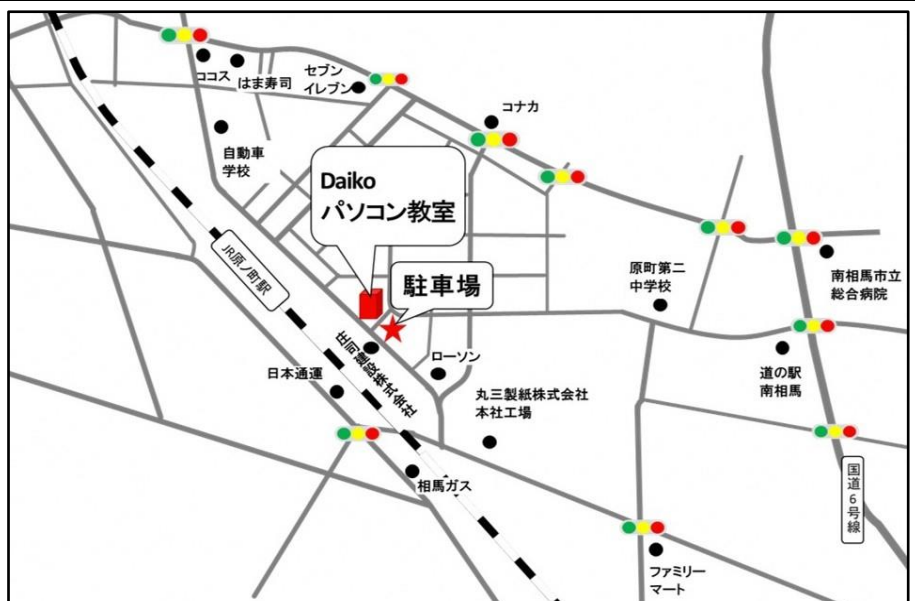 ココス
はま寿司
セブン
イレブン
コナカ
自動車
学校
Daiko
パソコン教室
駐車場
JR原ノ町駅
原町第二
中学校
南相馬市立
総合病院
道の駅
南相馬
庄司建設株式会社
ローソン
日本通運
丸三製紙株式会社
本社工場
相馬ガス
国道6号線
ファミリー
マート